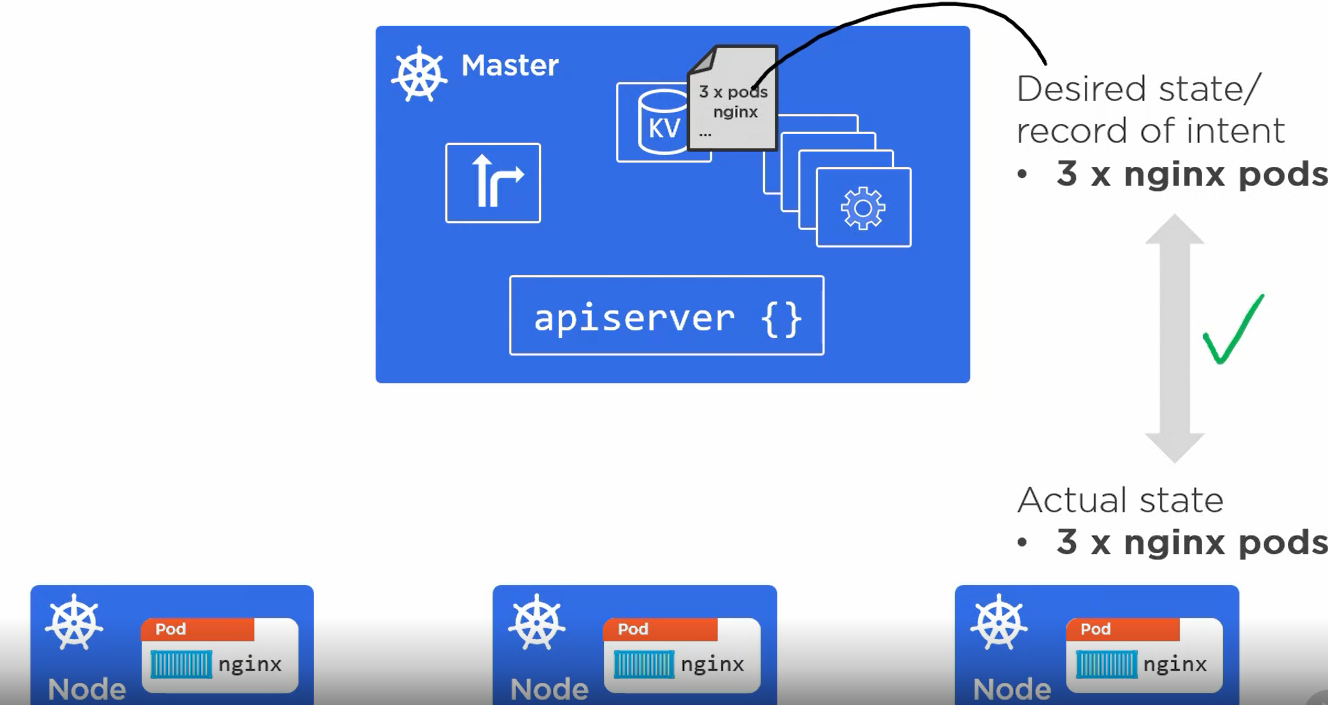 Master
KV
3 x pods
nginx
...
apiserver {}
Desired state/
record of intent
• 3 x nginx pods
Actual state
• 3 x nginx pods
Pod
nginx
Node
Pod
nginx
Node
Pod
nginx
Node